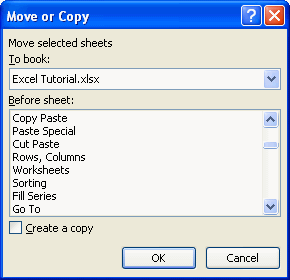 Move or Copy
Move selected sheets
To book:
Excel Tutorial.xlsx
Before sheet:
Copy Paste
Paste Special
Cut Paste
Rows, Columns
Worksheets
Sorting
Fill Series
Go To
Create a copy
OK Cancel